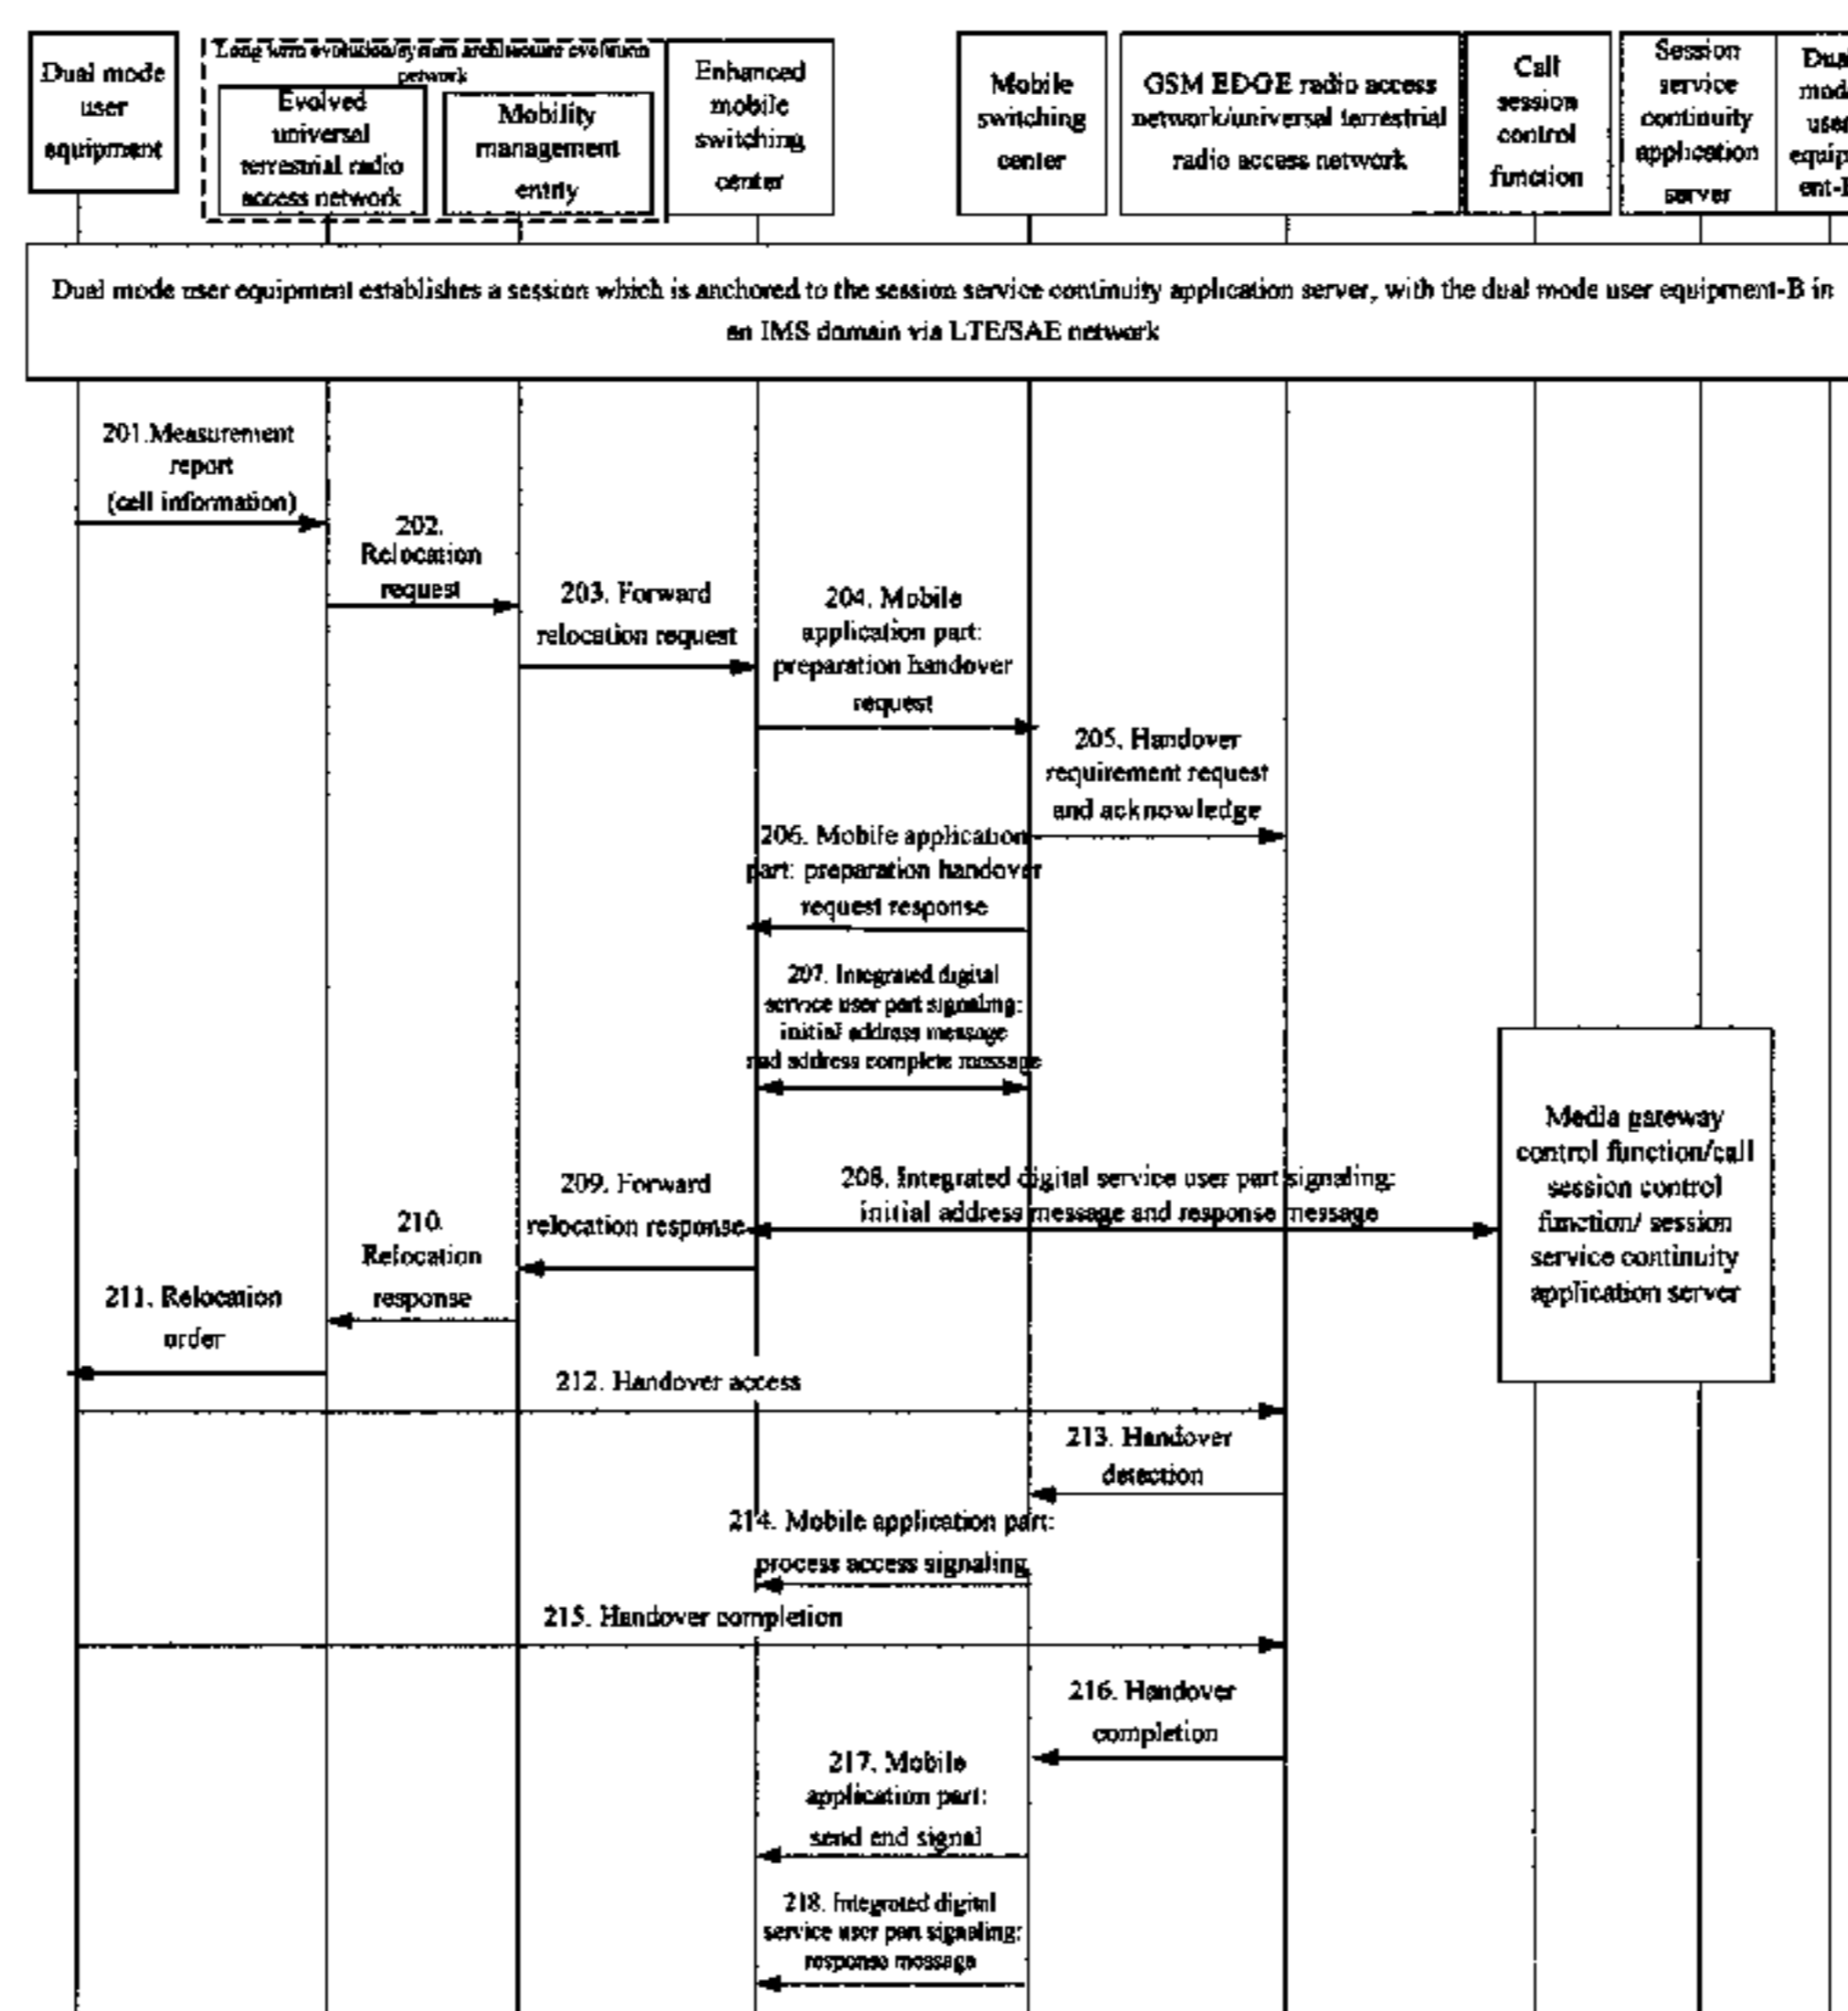 Dual mode
user
equipment
Long term evolution/system architecture evolution
network
Evolved
universal
terrestrial radio
access network
Mobility
management
entity
Enhanced
mobile
switching
center
Mobile
switching
center
GSM EDGE radio access
network/universal terrestrial
radio access network
Call
session
control
function
Session
service
continuity
application
server
Dual
mode
user
equip
ent-B
Dual mode user equipment establishes a session which is anchored to the session service continuity application server, with the dual mode user equipment-B in
an IMS domain via LTE/SAE network
201.Measurement
report
(cell information)
202.
Relocation
request
203. Forward
relocation request
204. Mobile
application part:
preparation handover
request
205. Handover
requirement request
and acknowledge
206. Mobile application
part: preparation handover
request response
207. Integrated digital
service user part signaling:
initial address message
and address complete message
Media gateway
control function/call
session control
function/ session
service continuity
application server
208. Integrated digital service user part signaling:
initial address message and response message
209. Forward
relocation response
210.
Relocation
response
211. Relocation
order
212. Handover access
213. Handover
detection
214. Mobile application part:
process access signaling
215. Handover completion
216. Handover
completion
217. Mobile
application part:
send end signal
218. Integrated digital
service user part signaling:
response message